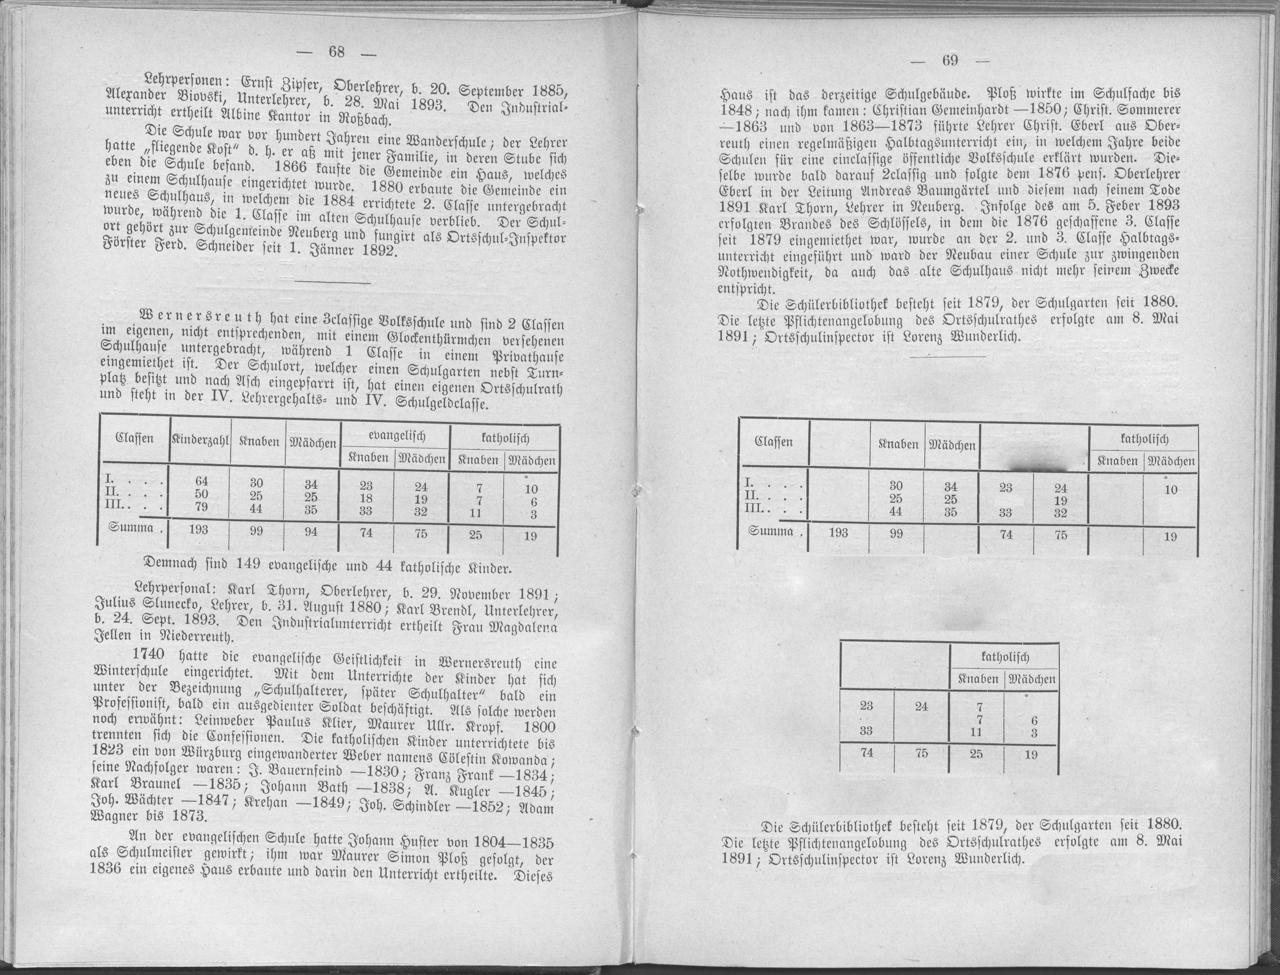 — 68 —
Lehrpersonen: Ernst Zipser, Oberlehrer, b. 20. September 1885,
Alexander Biovski, Unterlehrer, b. 28. Mai 1893. Den Industrial-
unterricht ertheilt Albine Kantor in Roßbach.
Die Schule war vor hundert Jahren eine Wanderschule; der Lehrer
hatte „fliegende Kost" d. h. er aß mit jener Familie, in deren Stube sich
eben die Schule befand. 1866 kaufte die Gemeinde ein Haus, welches
zu einem Schulhause eingerichtet wurde. 1880 erbaute die Gemeinde ein
neues Schulhaus, in welchem die 1884 errichtete 2. Classe untergebracht
wurde, während die 1. Classe im alten Schulhause verblieb. Der Schul-
ort gehört zur Schulgemeinde Neuberg und fungirt als Ortschul-Inspektor
Förster Ferd. Schneider seit 1. Jänner 1892.
Wernersreuth hat eine 3classige Volksschule und sind 2 Classen
im eigenen, nicht entsprechenden, mit einem Glockenthürmchen versehenen
Schulhause untergebracht, während 1 Classe in einem Privathause
eingemiethet ist. Der Schulort, welcher einen Schulgarten nebst Turn-
platz besitzt und nach Asch eingepfarrt ist, hat einen eigenen Ortsschulrath
und steht in der IV. Lehrergehalts- und IV. Schulgeldclasse.
Classen Kinderzahl Knaben Mädchen evangelisch katholisch
Knaben Mädchen Knaben Mädchen
I. . . . 64 30 34 23 24 7 10
II. . . . 50 25 25 18 19 7 6
III. . . 79 44 35 33 32 11 3
Summa . 193 99 94 74 75 25 19
Demnach sind 149 evangelische und 44 katholische Kinder.
Lehrpersonal: Karl Thorn, Oberlehrer, b. 29. November 1891;
Julius Slunecko, Lehrer, b. 31. August 1880; Karl Brendl, Unterlehrer,
b. 24. Sept. 1893. Den Industrialunterricht ertheilt Frau Magdalena
Jellen in Niederreuth.
1740 hatte die evangelische Geistlichkeit in Wernersreuth eine
Winterschule eingerichtet. Mit dem Unterrichte der Kinder hat sich
unter der Bezeichnung „Schulhalterer, später Schulhalter" bald ein
Professionist, bald ein ausgedienter Soldat beschäftigt. Als solche werden
noch erwähnt: Leinweber Paulus Klier, Maurer Ullr. Kropf. 1800
trennten sich die Confessionen. Die katholischen Kinder unterrichtete bis
1823 ein von Würzburg eingewanderter Weber namens Cölestin Kowanda;
seine Nachfolger waren: J. Bauernfeind —1830; Franz Frank —1834;
Karl Braunel —1835; Johann Bath —1838; A. Kugler —1845;
Joh. Wächter —1847; Krehan —1849; Joh. Schindler —1852; Adam
Wagner bis 1873.
An der evangelischen Schule hatte Johann Huster von 1804—1835
als Schulmeister gewirkt; ihm war Maurer Simon Ploß gefolgt, der
1836 ein eigenes Haus erbaute und darin den Unterricht ertheilte. Dieses
— 69 —
Haus ist das derzeitige Schulgebäude. Ploß wirkte im Schulfache bis
1848; nach ihm kamen: Christian Gemeinhardt —1850; Christ. Sommerer
—1863 und von 1863—1873 führte Lehrer Christ. Eberl aus Ober-
reuth einen regelmäßigen Halbtagsunterricht ein, in welchem Jahre beide
Schulen für eine einclassige öffentliche Volksschule erklärt wurden. Die-
selbe wurde bald darauf 2classig und folgte dem 1876 pens. Oberlehrer
Eberl in der Leitung Andreas Baumgärtel und diesem nach seinem Tode
1891 Karl Thorn, Lehrer in Neuberg. Infolge des am 5. Feber 1893
erfolgten Brandes des Schlössels, in dem die 1876 geschaffene 3. Classe
seit 1879 eingemiethet war, wurde an der 2. und 3. Classe Halbtags-
unterricht eingeführt und ward der Neubau einer Schule zur zwingenden
Nothwendigkeit, da auch das alte Schulhaus nicht mehr seinem Zwecke
entspricht.
Die Schülerbibliothek besteht seit 1879, der Schulgarten seit 1880.
Die letzte Pflichtenangelobung des Ortsschulrathes erfolgte am 8. Mai
1891; Ortsschulinspector ist Lorenz Wunderlich.
Classen Knaben Mädchen katholisch
Knaben Mädchen
I. . . . 30 34 23 24 10
II. . . . 25 25 19
III. . . 44 35 33 32
Summa . 193 99 74 75 19
katholisch
Knaben Mädchen
23 24 7
7 6
33 11 3
74 75 25 19
Die Schülerbibliothek besteht seit 1879, der Schulgarten seit 1880.
Die letzte Pflichtenangelobung des Ortsschulrathes erfolgte am 8. Mai
1891; Ortsschulinspector ist Lorenz Wunderlich.